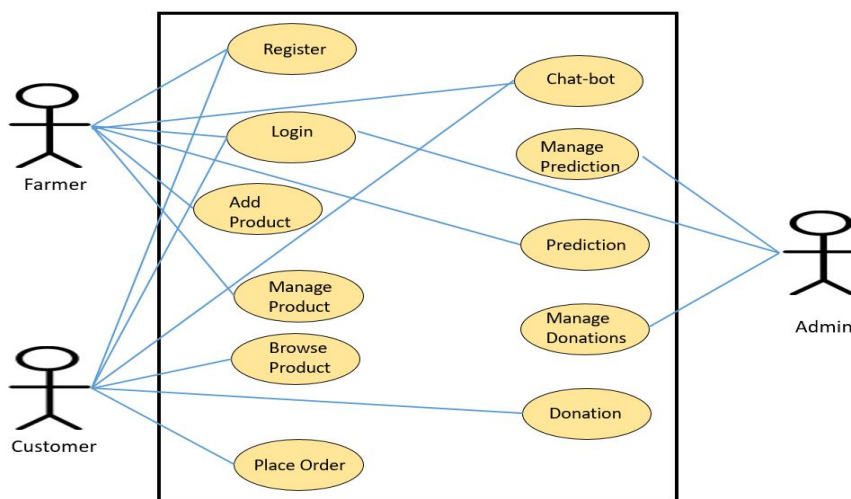 Register
Chat-bot
Login
Manage
Prediction
Farmer
Add
Product
Prediction
Manage
Product
Manage
Donations
Admin
Browse
Product
Donation
Customer
Place Order